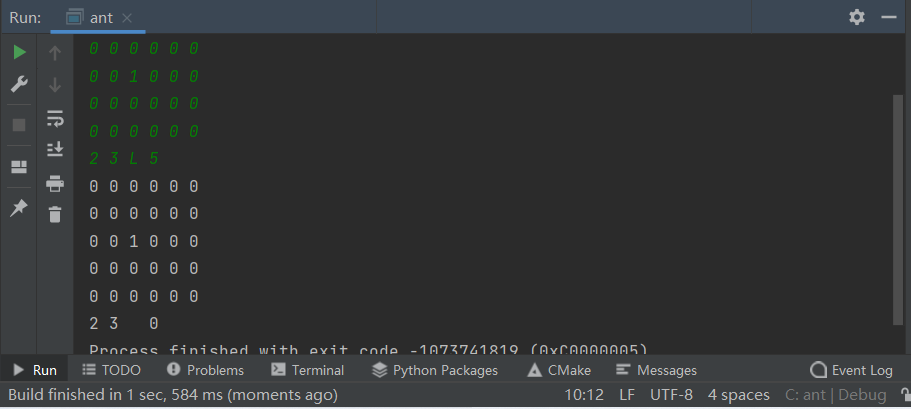 Run: ant
0 0 0 0 0 0
0 0 1 0 0 0
0 0 0 0 0 0
0 0 0 0 0 0
2 3 L 5
0 0 0 0 0 0
0 0 0 0 0 0
0 0 1 0 0 0
0 0 0 0 0 0
0 0 0 0 0 0
2 3   0
Process finished with exit code -1073741819 (0xC0000005)
Run TODO Problems Terminal Python Packages CMake Messages Event Log
Build finished in 1 sec, 584 ms (moments ago) 10:12 LF UTF-8 4 spaces C: ant | Debug